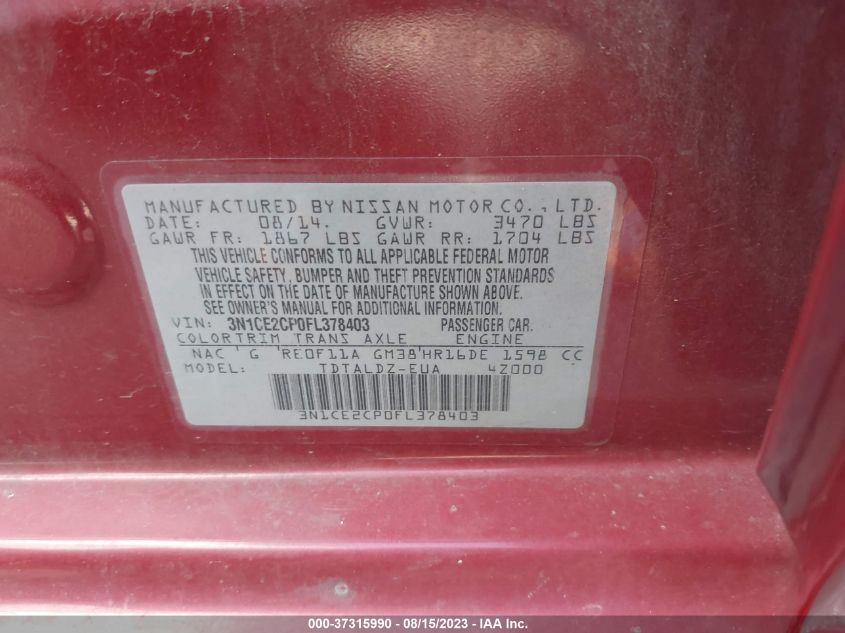 MANUFACTURED BY NISSAN MOTOR CO., LTD.
DATE: 08/14. GVWR: 3470 LBS
GAWR FR: 1867 LBS GAWR RR: 1704 LBS
THIS VEHICLE CONFORMS TO ALL APPLICABLE FEDERAL MOTOR
VEHICLE SAFETY, BUMPER AND THEFT PREVENTION STANDARDS
IN EFFECT ON THE DATE OF MANUFACTURE SHOWN ABOVE.
SEE OWNER'S MANUAL FOR ADDITIONAL INFORMATION.
VIN: 3N1CE2CP0FL378403 PASSENGER CAR.
COLOR TRIM TRANS AXLE ENGINE
NAC G RE0F11A GM38 HR16DE 1598 CC
MODEL: TDTALDZ-EUA 4Z000
3N1CE2CP0FL378403
000-37315990 - 08/15/2023 - IAA Inc.